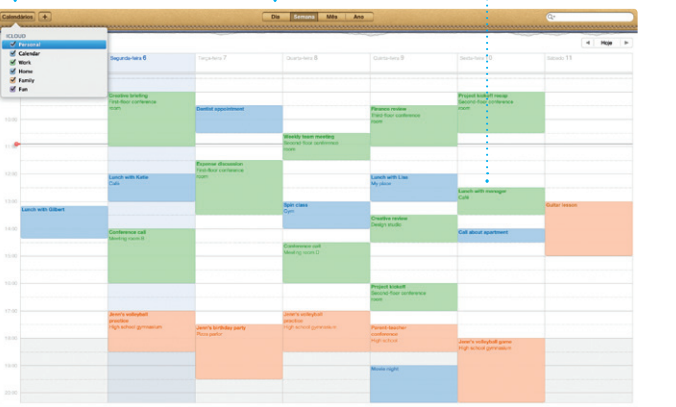 Calendários +
Dia Semana Mês Ano
ICLOUD
Personal
Calendar
Work
Home
Family
Fun
Hoje
Segunda-feira 6
Terça-feira 7
Quarta-feira 8
Quinta-feira 9
Sexta-feira 10
Sábado 11
Lunch with Gilbert
Creative briefing
First-floor conference
room
Lunch with Katie
Cafe
Conference call
Meeting room B
Jenn's volleyball
practice
High school gymnasium
Dentist appointment
Expense discussion
First-floor conference
room
Jenn's birthday party
Pizza parlor
Weekly team meeting
Second floor conference
room
Spin class
Gym
Conference call
Jenn's volleyball
practice
High school gymnasium
Finance review
Third floor conference
room
Lunch with Lisa
My place
Creative review
Design studio
Project kickoff
Second floor conference
room
Parent teacher
conference
High school
Movie night
Project kickoff recap
Second floor conference
room
Lunch with manager
Café
Call about apartment
Jenn's volleyball game
High school gymnasium
Guitar lesson